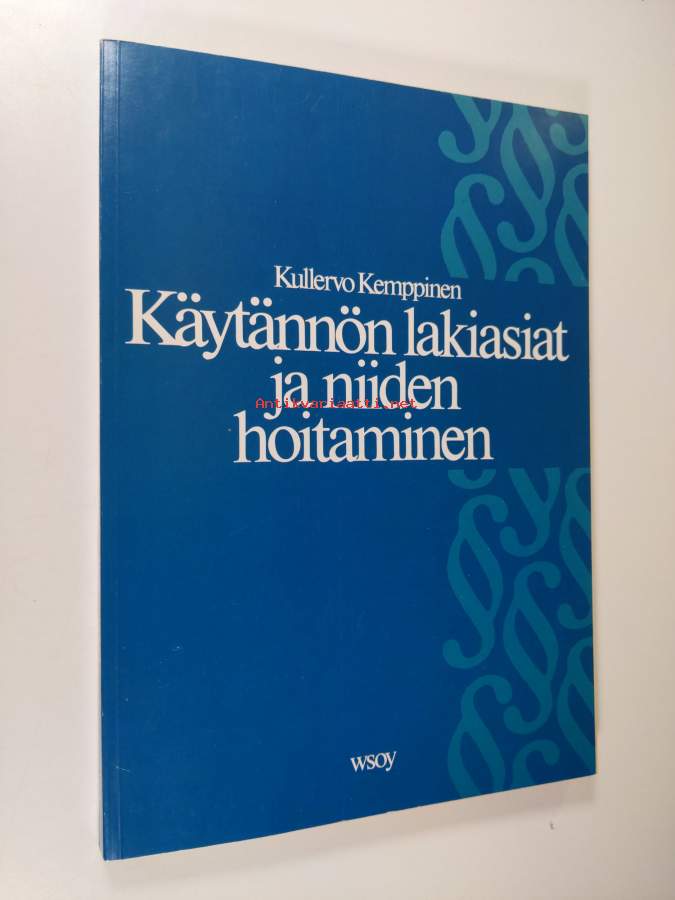 Kullervo Kemppinen
Käytännön lakiasiat
ja niiden
Antikvariaatti.net
hoitaminen
wsoy